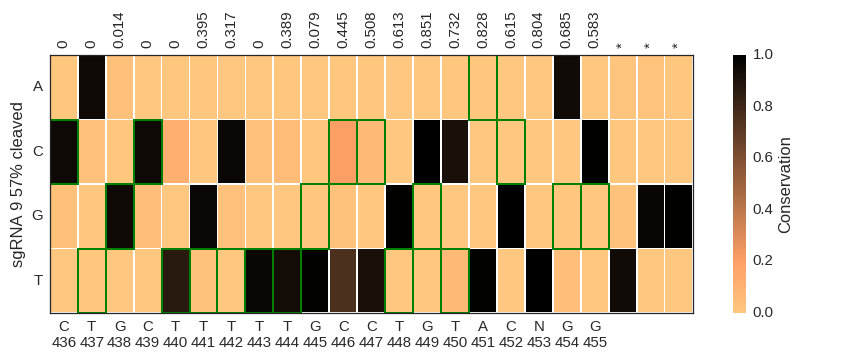 0 0 0.014 0 0 0.395 0.317 0 0.389 0.079 0.445 0.508 0.613 0.851 0.732 0.828 0.615 0.804 0.685 0.583 * * *
sgRNA 9 57% cleaved
A
C
G
T
C T G C T T T T T G C C T G T A C N G G
436 437 438 439 440 441 442 443 444 445 446 447 448 449 450 451 452 453 454 455
1.0
0.8
0.6
0.4
0.2
0.0
Conservation